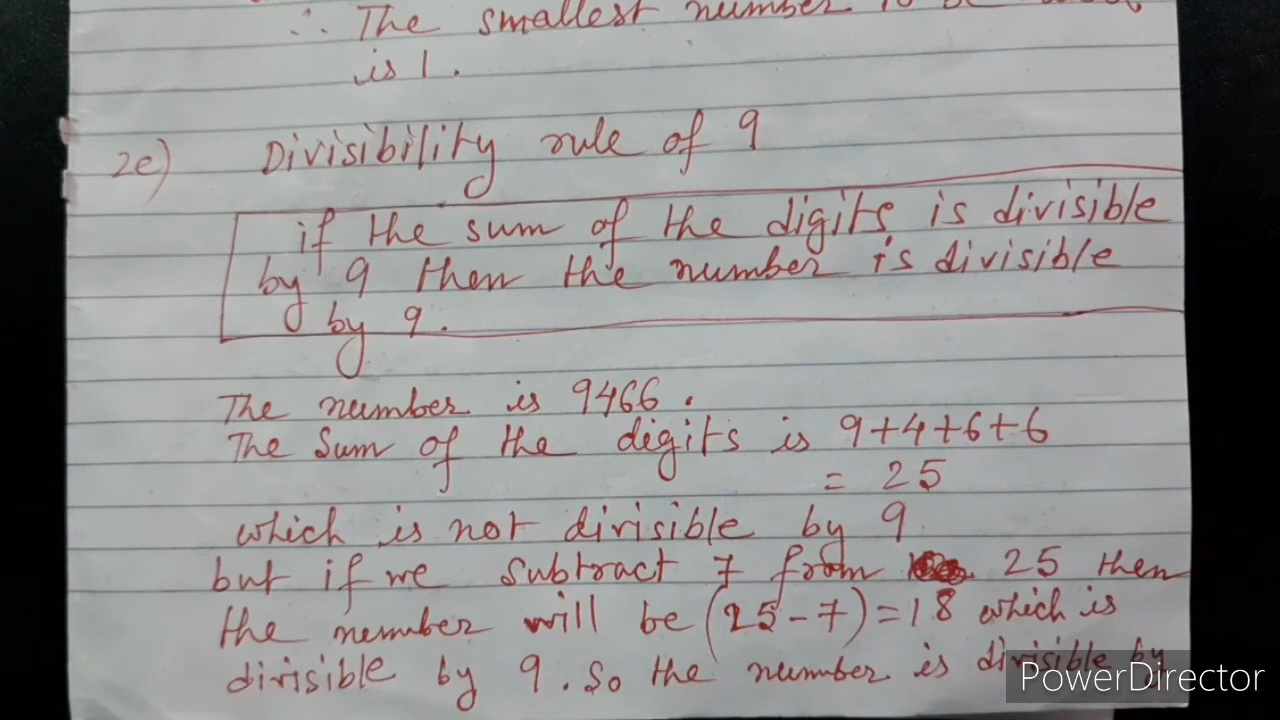 ∴ The smallest number
is 1.
2e) Divisibility rule of 9
if the sum of the digits is divisible
by 9 then the number is divisible
by 9.
The number is 9466.
The Sum of the digits is 9+4+6+6
= 25
which is not divisible by 9
but if we subtract 7 from 25 then
the number will be (25-7)=18 which is
divisible by 9. So the number is divisible by
PowerDirector